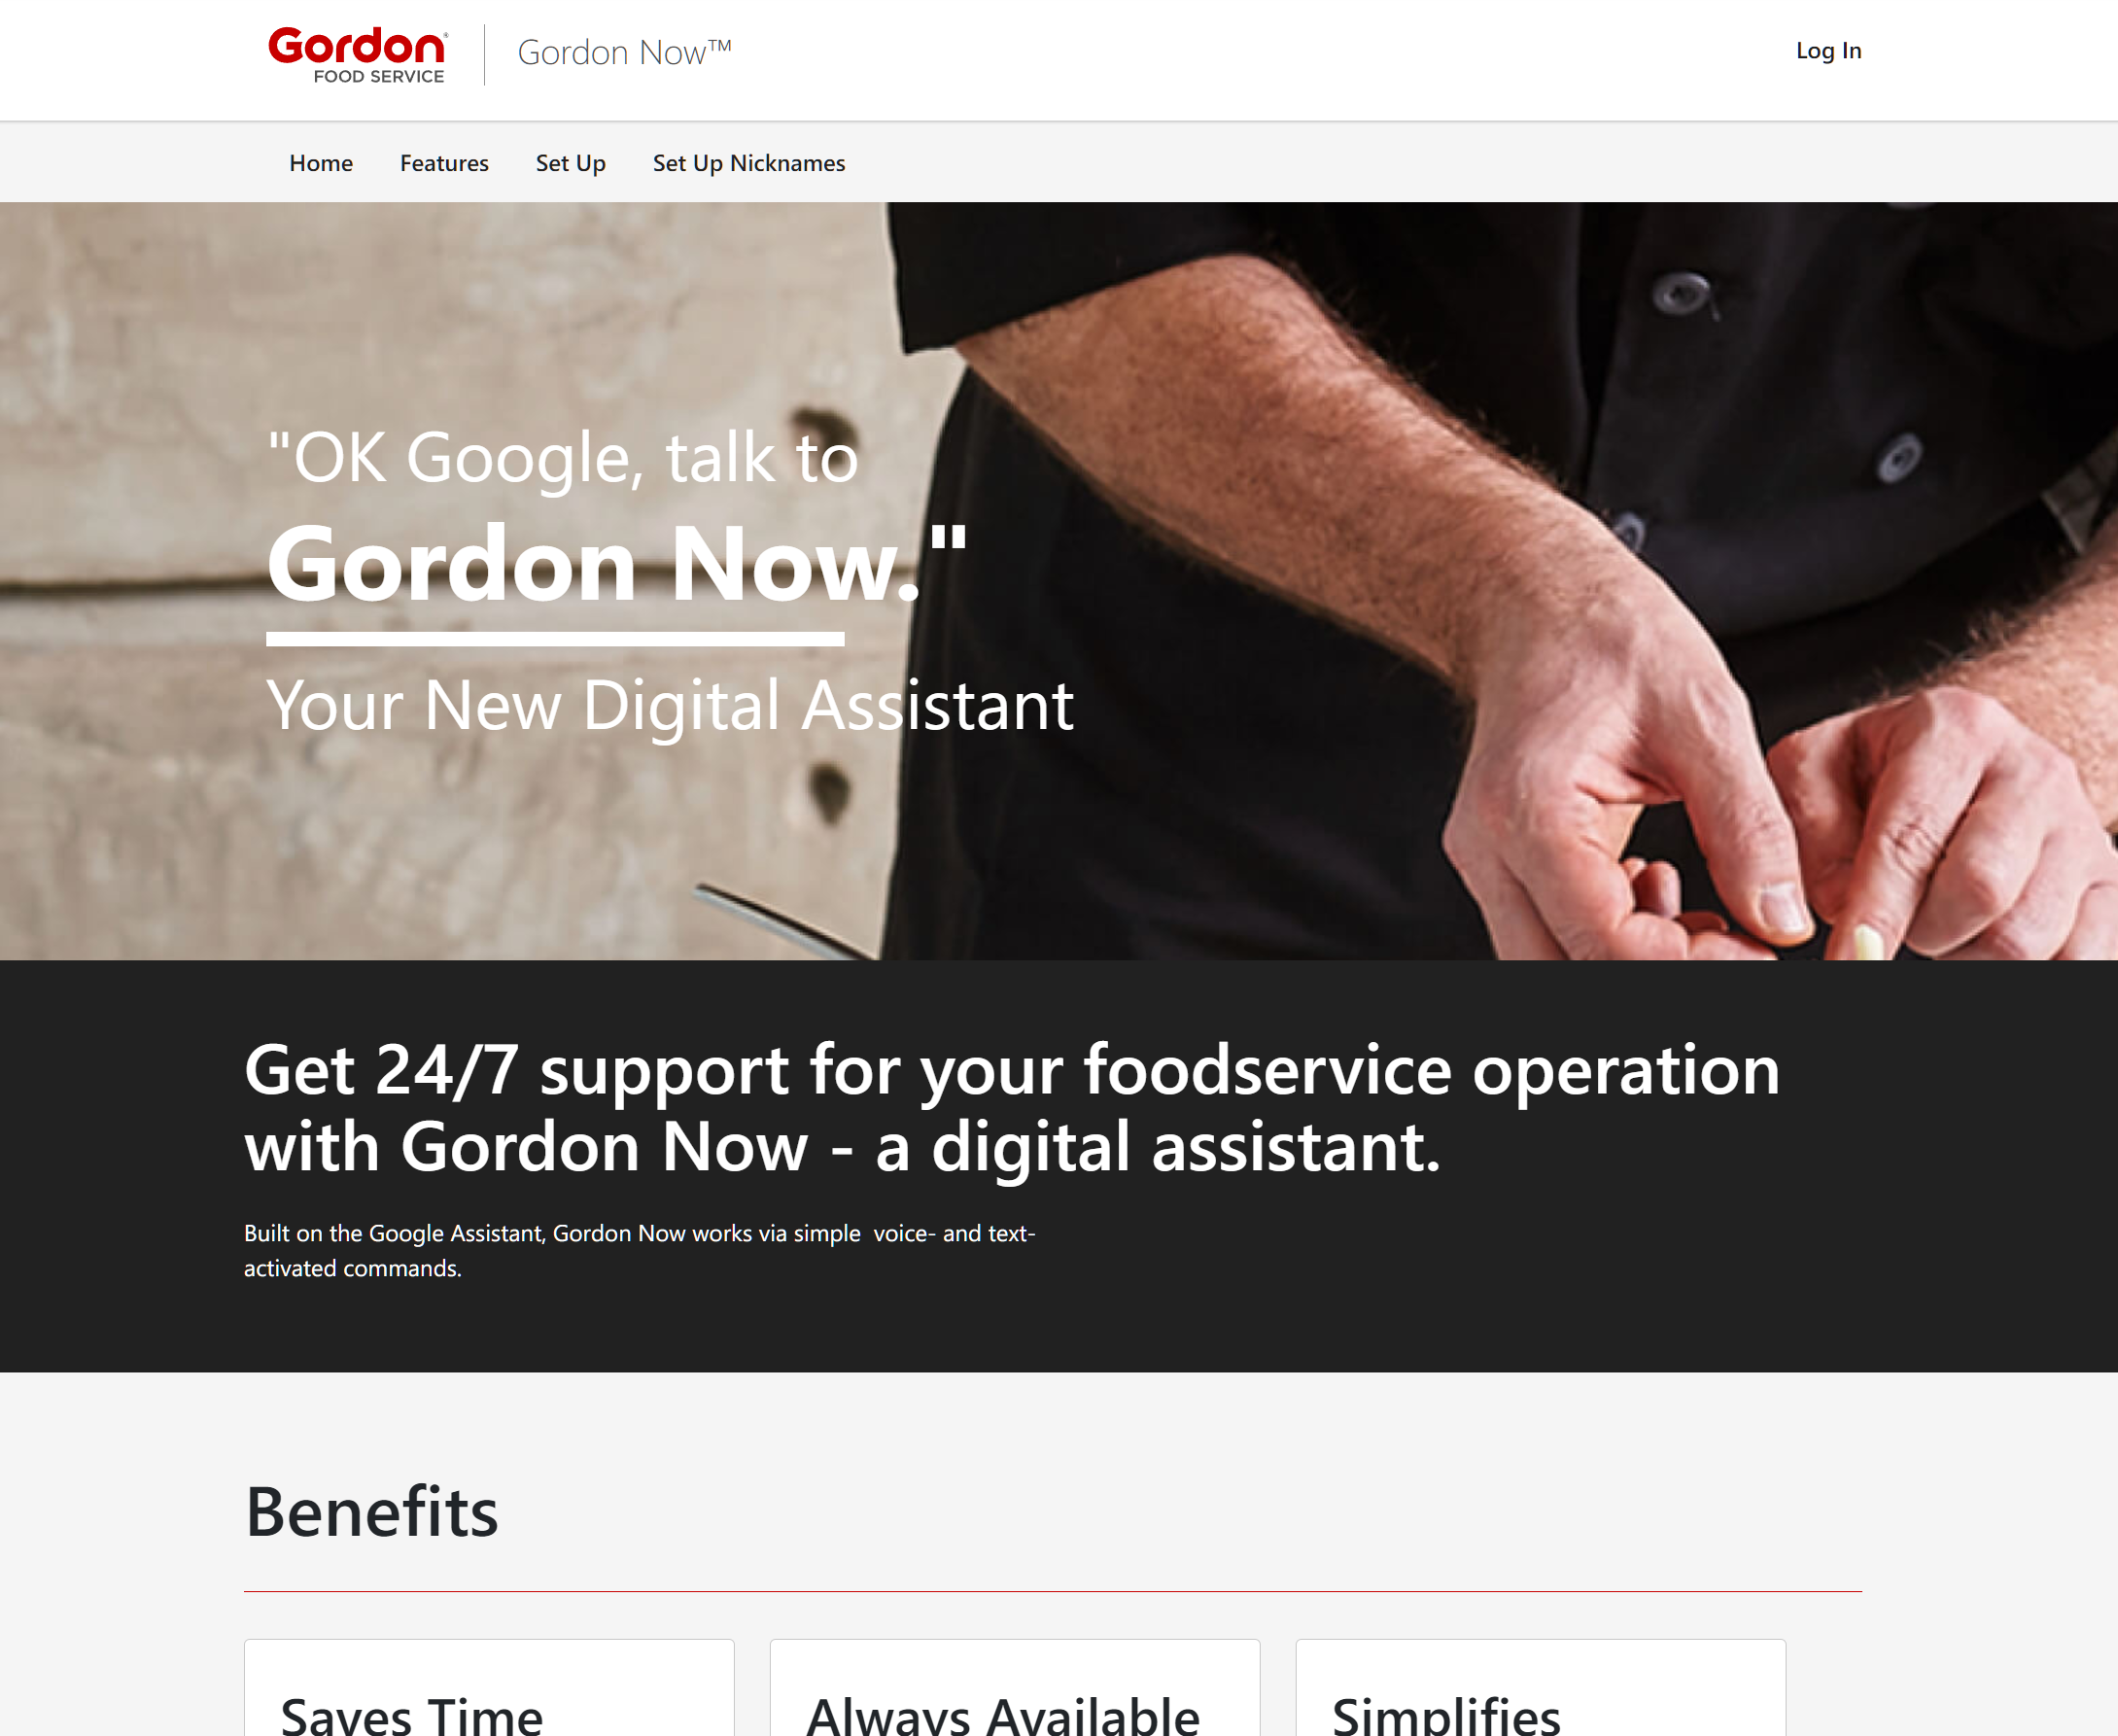 Gordon®
FOOD SERVICE
Gordon Now™
Log In
Home Features Set Up Set Up Nicknames
"OK Google, talk to
Gordon Now."
Your New Digital Assistant
Get 24/7 support for your foodservice operation
with Gordon Now - a digital assistant.
Built on the Google Assistant, Gordon Now works via simple  voice- and text-
activated commands.
Benefits
Saves Time Always Available Simplifies